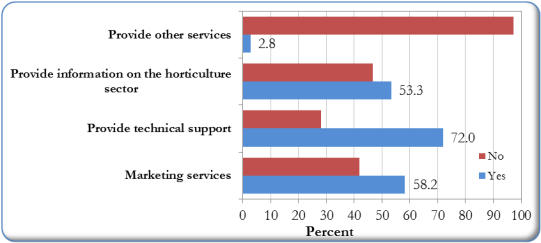 Provide other services
2.8
Provide information on the horticulture
sector
53.3
Provide technical support
72.0
No
Yes
Marketing services
58.2
0 10 20 30 40 50 60 70 80 90 100
Percent